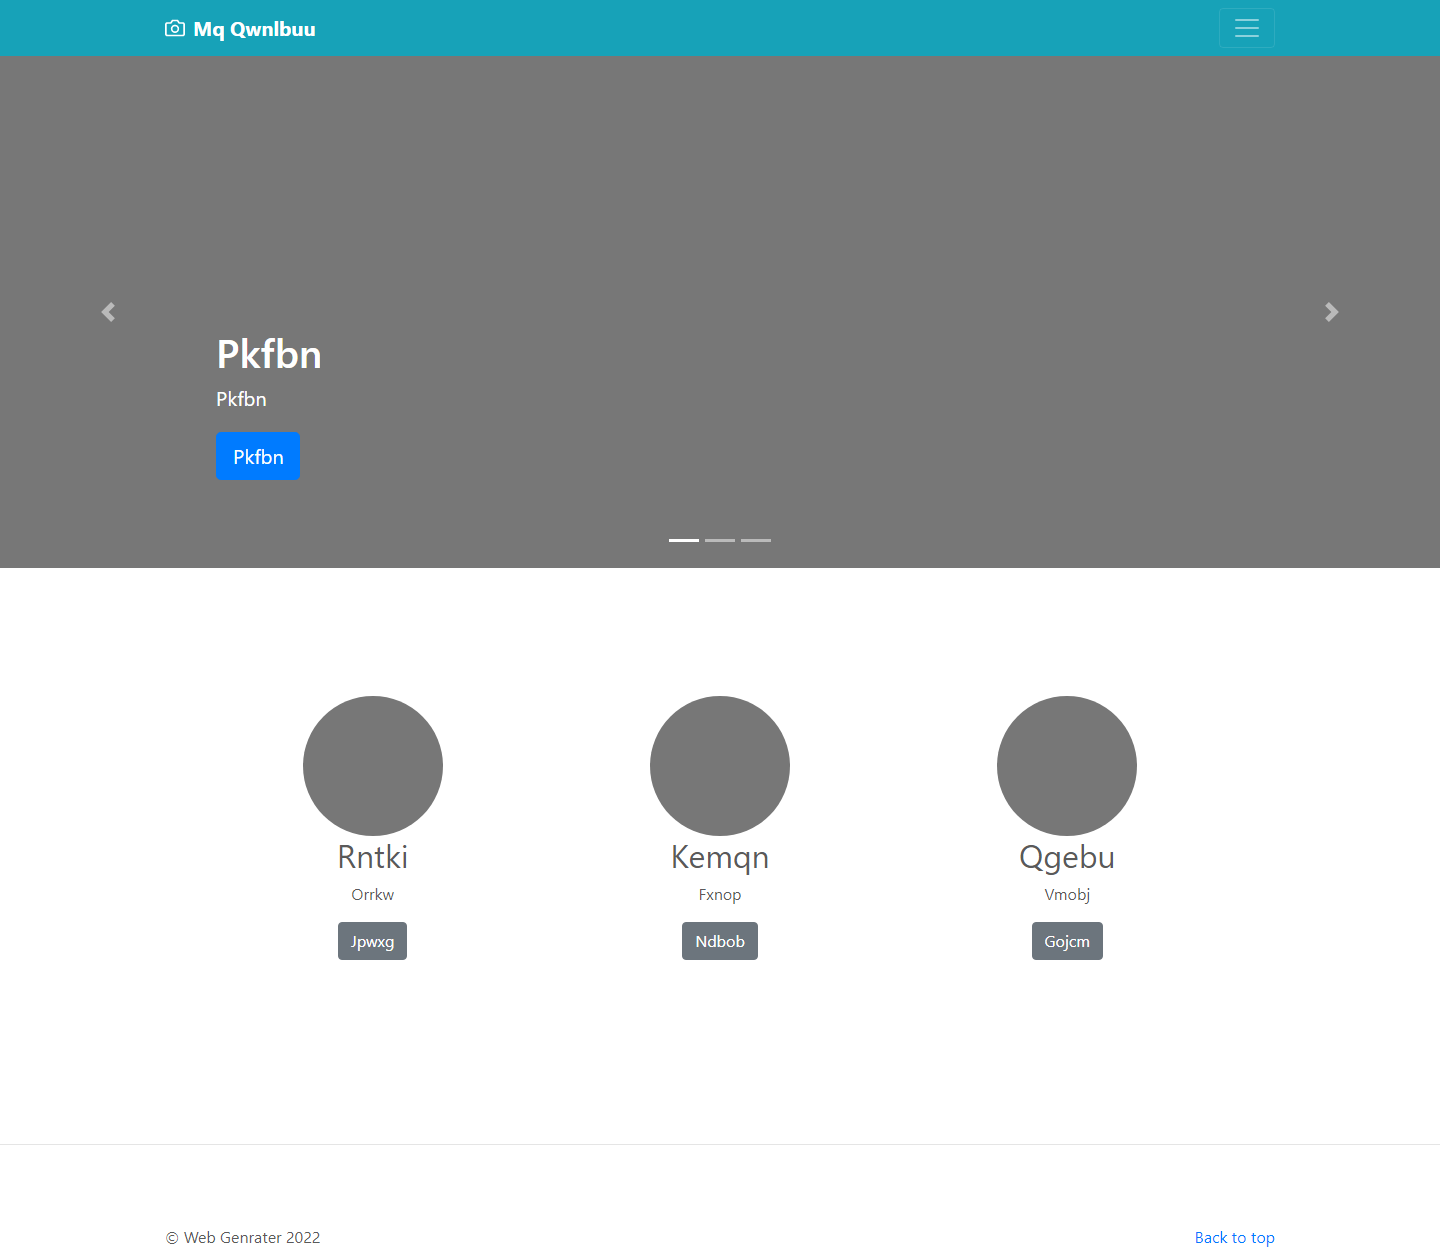 Mq Qwnlbuu
Pkfbn
Pkfbn
Pkfbn
Rntki
Orrkw
Jpwxg
Kemqn
Fxnop
Ndbob
Qgebu
Vmobj
Gojcm
© Web Genrater 2022
Back to top